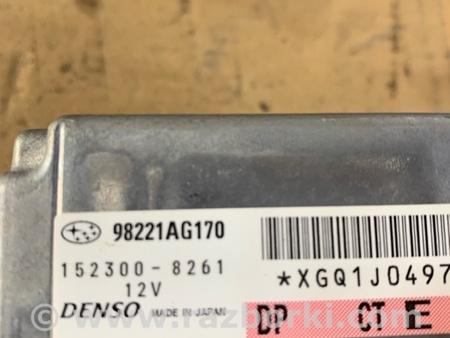 98221AG170
152300-8261
12V
DENSO MADE IN JAPAN
*XGQ1J0497
DP CT
www.razborki.com